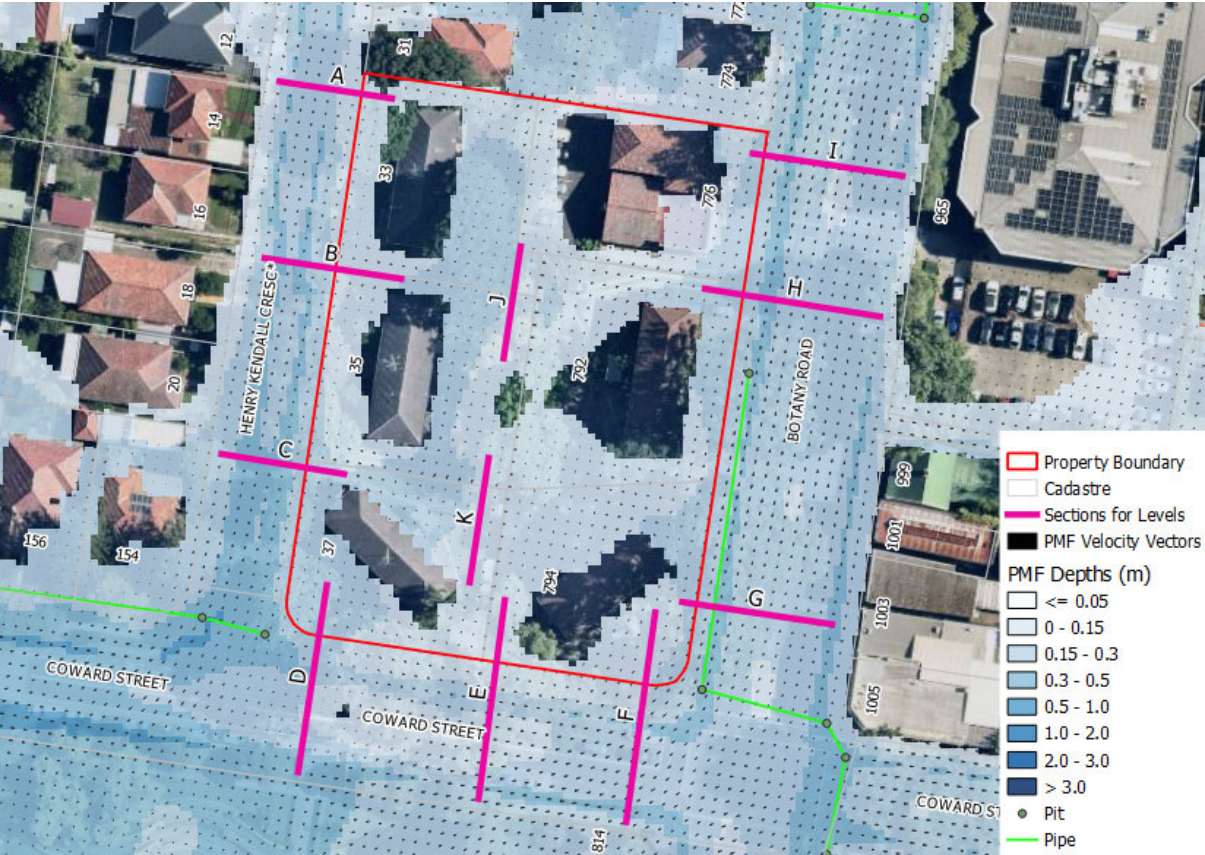 12
31
772
774
A
14
I
33
776
16
965
B
H
18
J
HENRY KENDALL CRESC*
35
792
BOTANY ROAD
20
C
999
K
1001
156
154
37
794
G
1003
D
E
F
COWARD STREET
COWARD STREET
1005
COWARD ST
814
Property Boundary
Cadastre
Sections for Levels
PMF Velocity Vectors
PMF Depths (m)
<= 0.05
0 - 0.15
0.15 - 0.3
0.3 - 0.5
0.5 - 1.0
1.0 - 2.0
2.0 - 3.0
> 3.0
Pit
Pipe